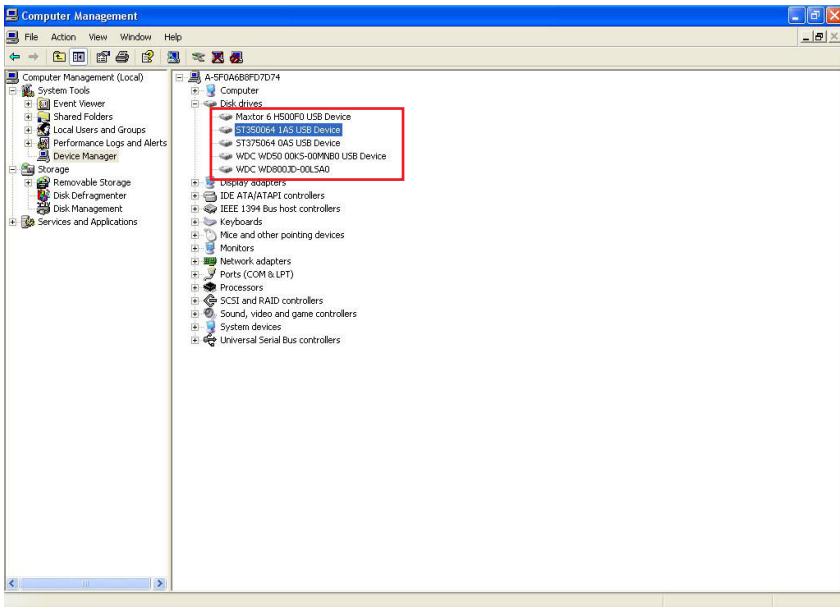 Computer Management
File Action View Window Help
Computer Management (Local)
System Tools
Event Viewer
Shared Folders
Local Users and Groups
Performance Logs and Alerts
Device Manager
Storage
Removable Storage
Disk Defragmenter
Disk Management
Services and Applications
A-5F0A6B8FD7D74
Computer
Disk drives
Maxtor 6 H500F0 USB Device
ST350064 1AS USB Device
ST375064 0AS USB Device
WDC WD50 00KS-00MNB0 USB Device
WDC WD800JD-00LSA0
Display adapters
IDE ATA/ATAPI controllers
IEEE 1394 Bus host controllers
Keyboards
Mice and other pointing devices
Monitors
Network adapters
Ports (COM & LPT)
Processors
SCSI and RAID controllers
Sound, video and game controllers
System devices
Universal Serial Bus controllers